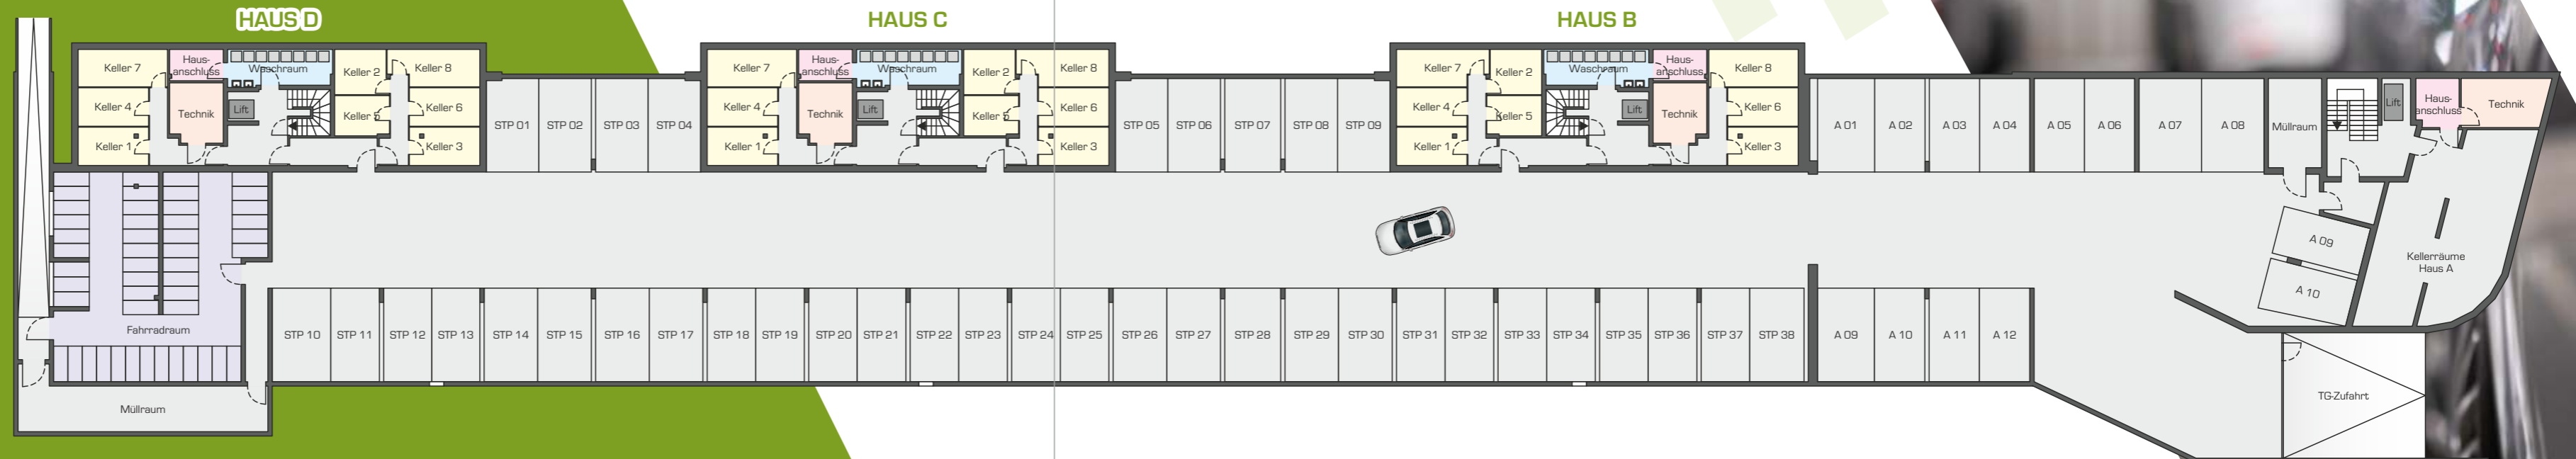 HAUS D
HAUS C
HAUS B
Keller 7
Haus-
anschluss
Waschraum
Keller 2
Keller 8
Keller 4
Technik
Lift
Keller 5
Keller 6
Keller 1
Keller 3
STP 01
STP 02
STP 03
STP 04
Keller 7
Haus-
anschluss
Waschraum
Keller 2
Keller 8
Keller 4
Technik
Lift
Keller 5
Keller 6
Keller 1
Keller 3
STP 05
STP 06
STP 07
STP 08
STP 09
Keller 7
Keller 2
Waschraum
Haus-
anschluss
Keller 8
Keller 4
Keller 5
Lift
Technik
Keller 6
Keller 1
Keller 3
A 01
A 02
A 03
A 04
A 05
A 06
A 07
A 08
Müllraum
Lift
Haus-
anschluss
Technik
A 09
A 10
Kellerräume
Haus A
Fahrradraum
STP 10
STP 11
STP 12
STP 13
STP 14
STP 15
STP 16
STP 17
STP 18
STP 19
STP 20
STP 21
STP 22
STP 23
STP 24
STP 25
STP 26
STP 27
STP 28
STP 29
STP 30
STP 31
STP 32
STP 33
STP 34
STP 35
STP 36
STP 37
STP 38
A 09
A 10
A 11
A 12
Müllraum
TG-Zufahrt